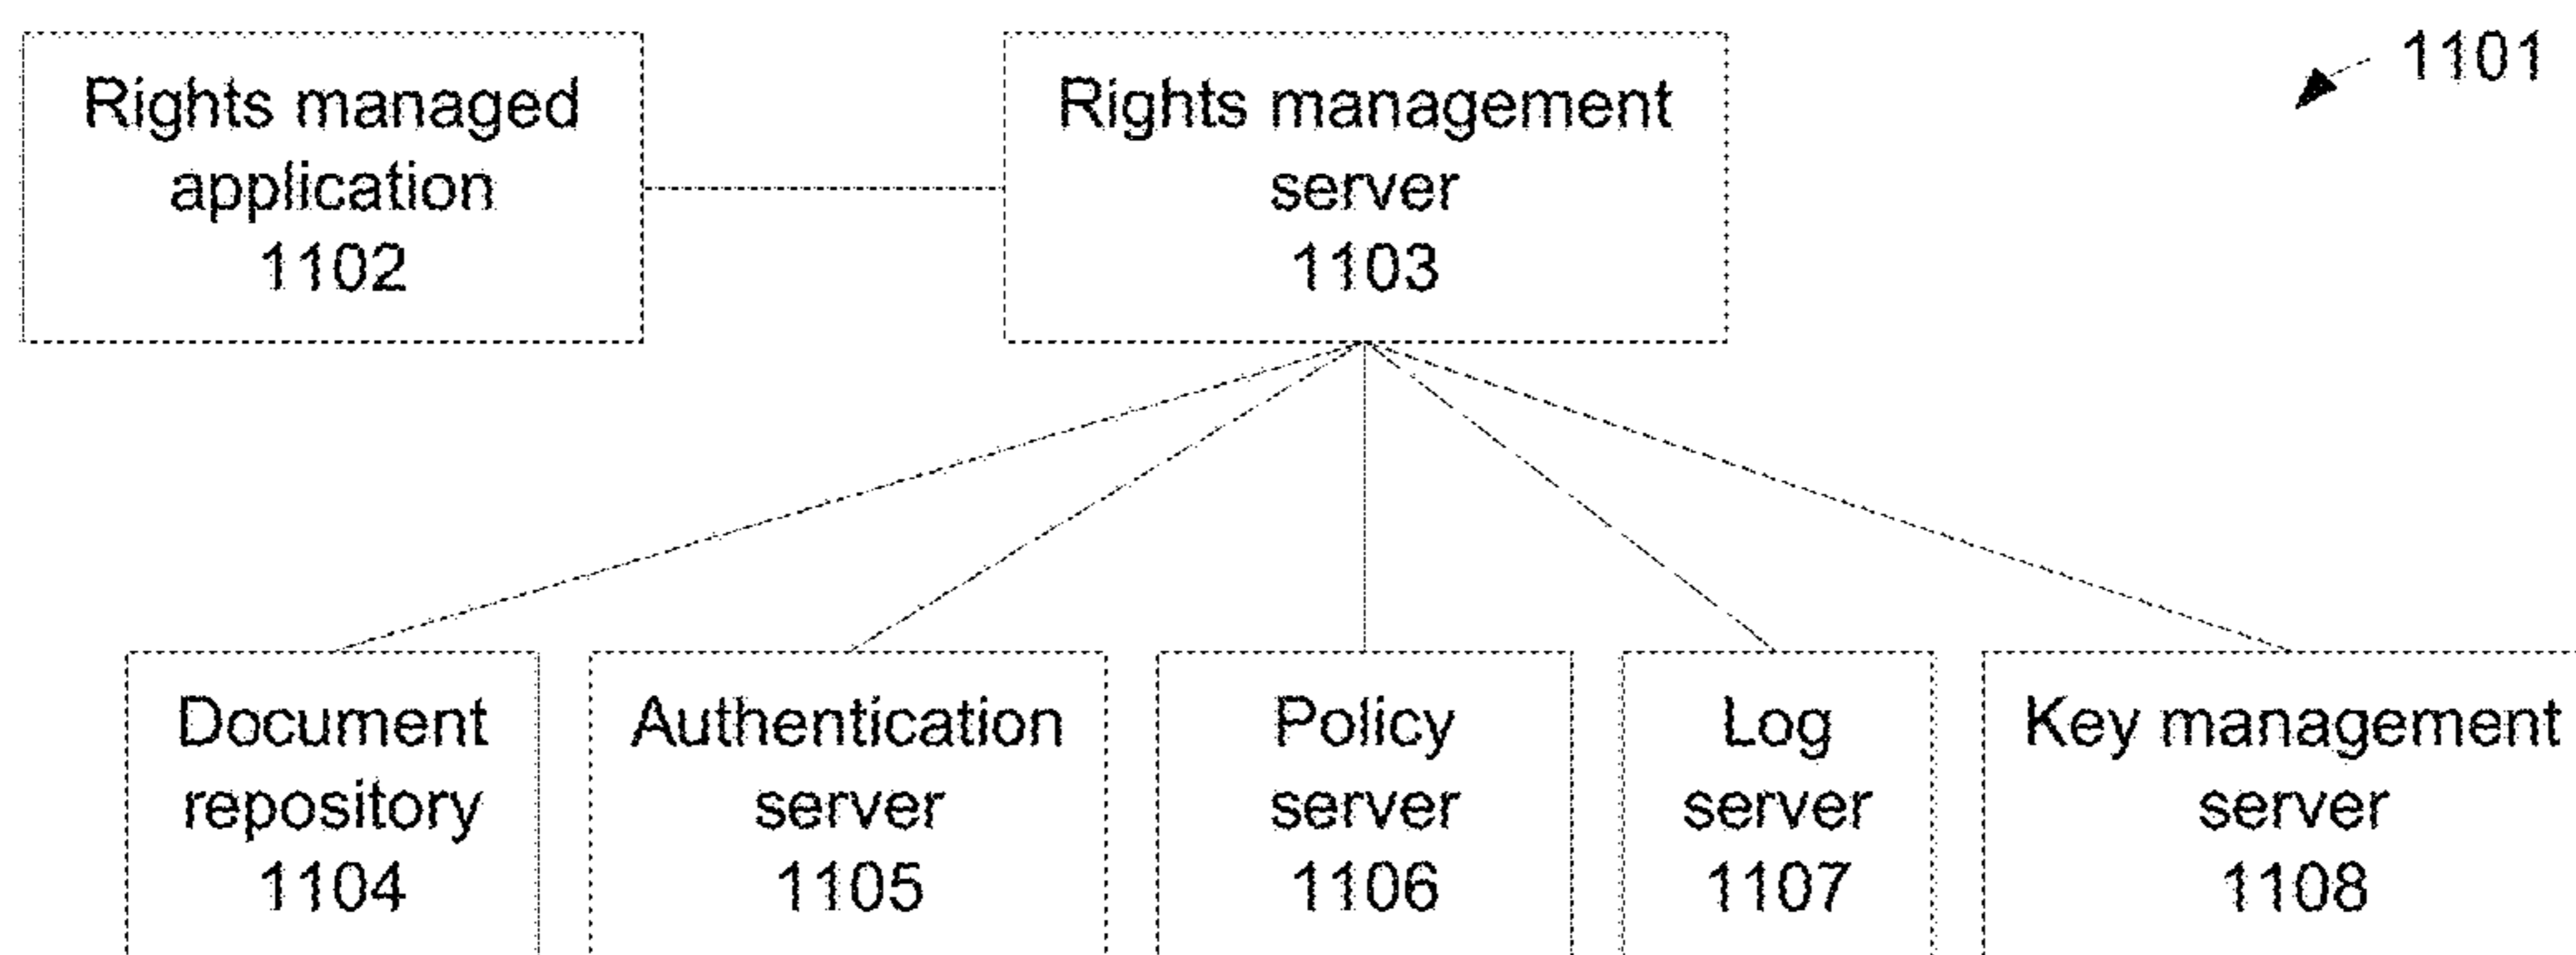 Rights managed
application
1102
Rights management
server
1103
1101
Document
repository
1104
Authentication
server
1105
Policy
server
1106
Log
server
1107
Key management
server
1108